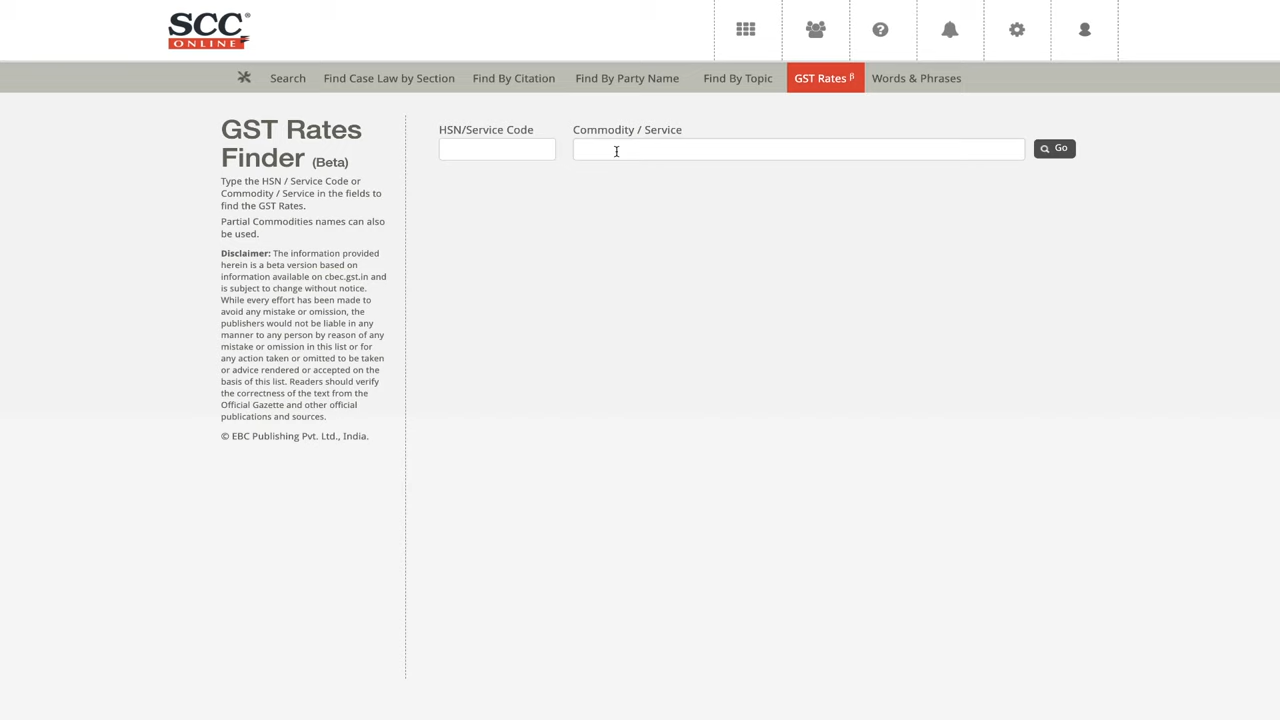 SCC®
ONLINE
Search Find Case Law by Section Find By Citation Find By Party Name Find By Topic GST Rates β Words & Phrases
GST Rates
Finder (Beta)
Type the HSN / Service Code or
Commodity / Service in the fields to
find the GST Rates.
Partial Commodities names can also
be used.
Disclaimer: The information provided
herein is a beta version based on
information available on cbec.gst.in and
is subject to change without notice.
While every effort has been made to
avoid any mistake or omission, the
publishers would not be liable in any
manner to any person by reason of any
mistake or omission in this list or for
any action taken or omitted to be taken
or advice rendered or accepted on the
basis of this list. Readers should verify
the correctness of the text from the
Official Gazette and other official
publications and sources.
© EBC Publishing Pvt. Ltd., India.
HSN/Service Code Commodity / Service
Go